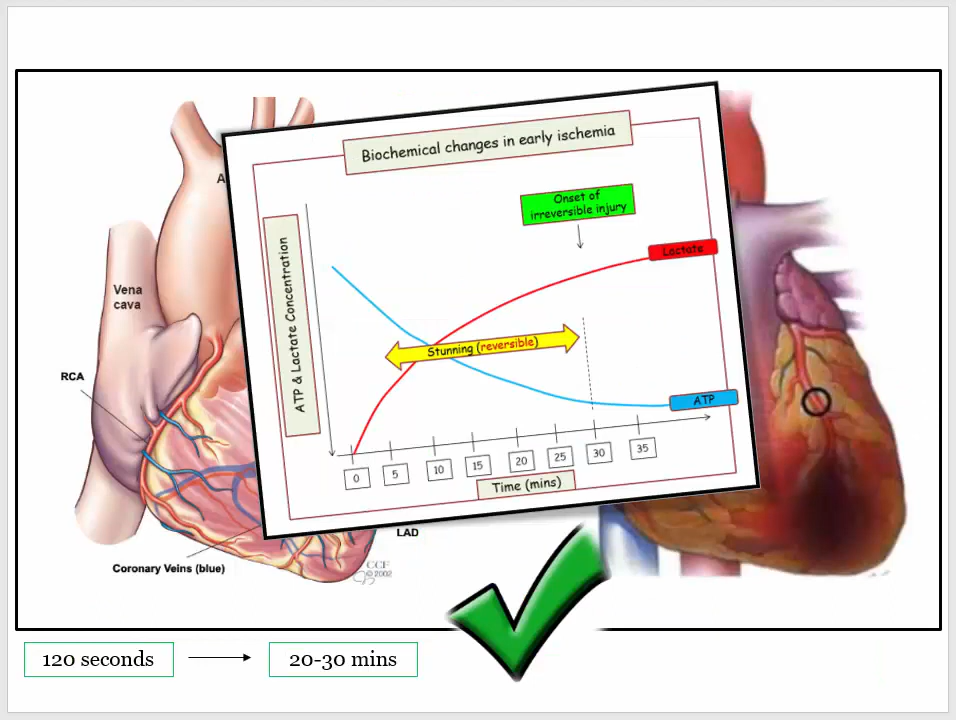 Biochemical changes in early ischemia
Onset of
irreversible injury
Lactate
ATP & Lactate Concentration
Stunning (reversible)
ATP
0 5 10 15 20 25 30 35
Time (mins)
A
Vena
cava
RCA
LAD
Coronary Veins (blue)
CCF
© 2002
120 seconds
20-30 mins